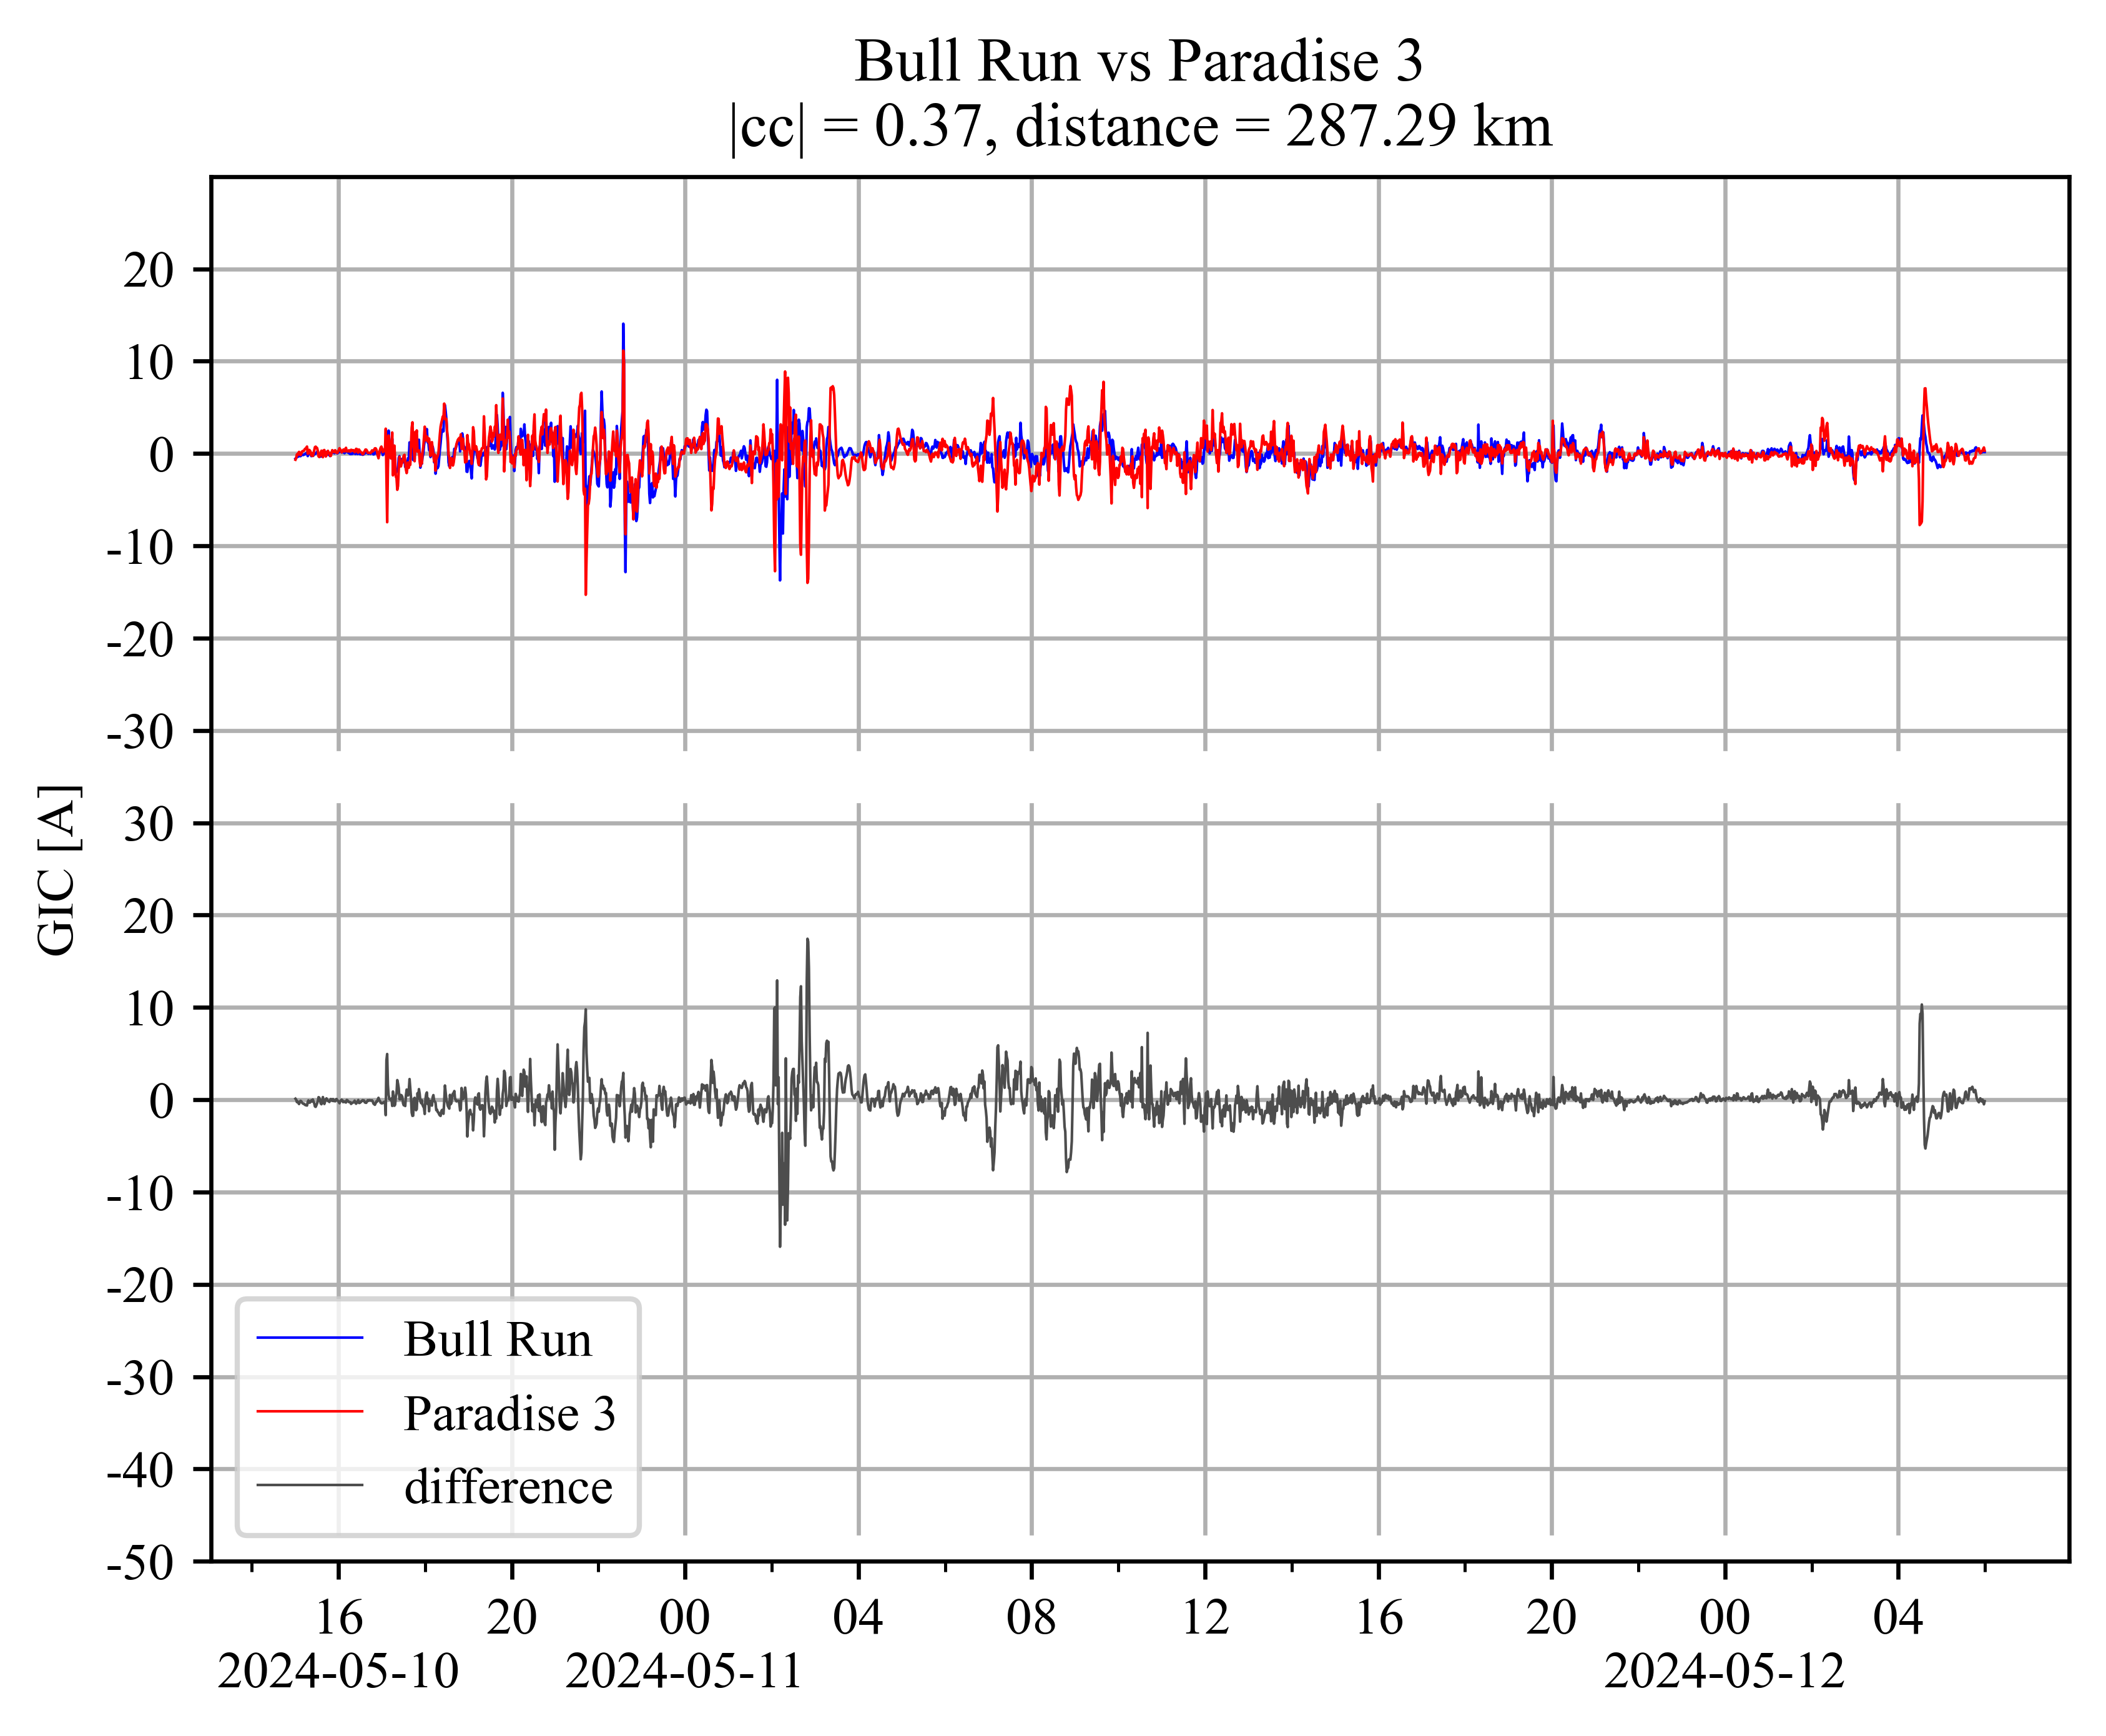 Bull Run vs Paradise 3
|cc| = 0.37, distance = 287.29 km
20
10
0
-10
-20
-30
30
20
10
0
-10
-20
-30
-40
-50
GIC [A]
Bull Run
Paradise 3
difference
16 20 00 04 08 12 16 20 00 04
2024-05-10 2024-05-11 2024-05-12